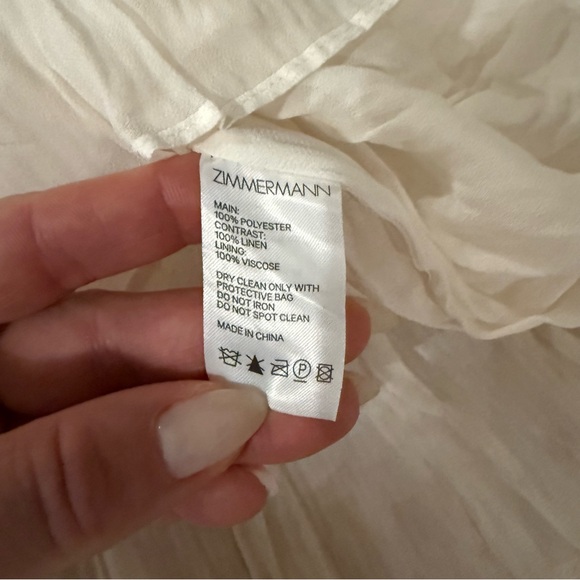 ZIMMERMANN
MAIN:
100% POLYESTER
CONTRAST:
100% LINEN
LINING:
100% VISCOSE
DRY CLEAN ONLY WITH
PROTECTIVE BAG
DO NOT IRON
DO NOT SPOT CLEAN
MADE IN CHINA
P